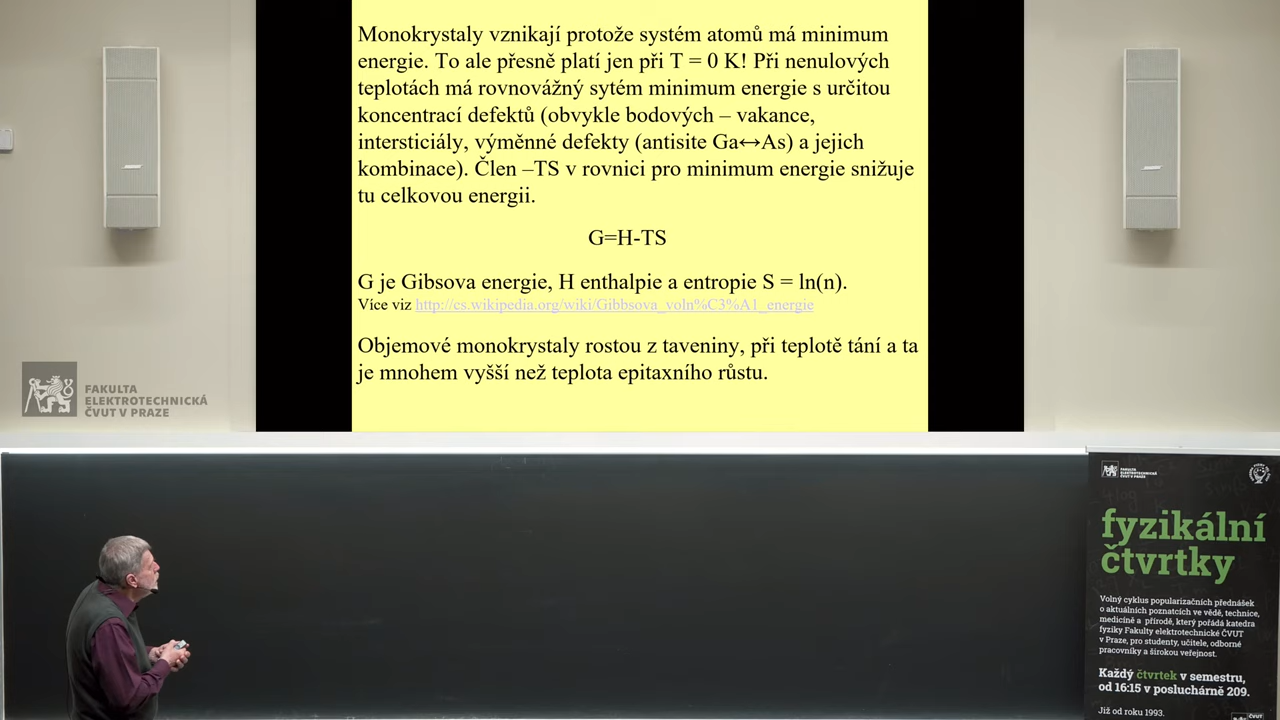 Monokrystaly vznikají protože systém atomů má minimum
energie. To ale přesně platí jen při T = 0 K! Při nenulových
teplotách má rovnovážný sytém minimum energie s určitou
koncentrací defektů (obvykle bodových – vakance,
intersticiály, výměnné defekty (antisite Ga↔As) a jejich
kombinace). Člen –TS v rovnici pro minimum energie snižuje
tu celkovou energii.
G=H-TS
G je Gibsova energie, H enthalpie a entropie S = ln(n).
Více viz http://cs.wikipedia.org/wiki/Gibbsova_voln%C3%A1_energie
Objemové monokrystaly rostou z taveniny, při teplotě tání a ta
je mnohem vyšší než teplota epitaxního růstu.
FAKULTA
ELEKTROTECHNICKÁ
ČVUT V PRAZE
FAKULTA
ELEKTROTECHNICKÁ
ČVUT V PRAZE
fyzikální
čtvrtky
Volný cyklus popularizačních přednášek
o aktuálních poznatcích ve vědě, technice,
medicíně a přírodě, který pořádá katedra
fyziky Fakulty elektrotechnické ČVUT
v Praze, pro studenty, učitele, odborné
pracovníky a širokou veřejnost.
Každý čtvrtek v semestru,
od 16:15 v posluchárně 209.
Již od roku 1993.